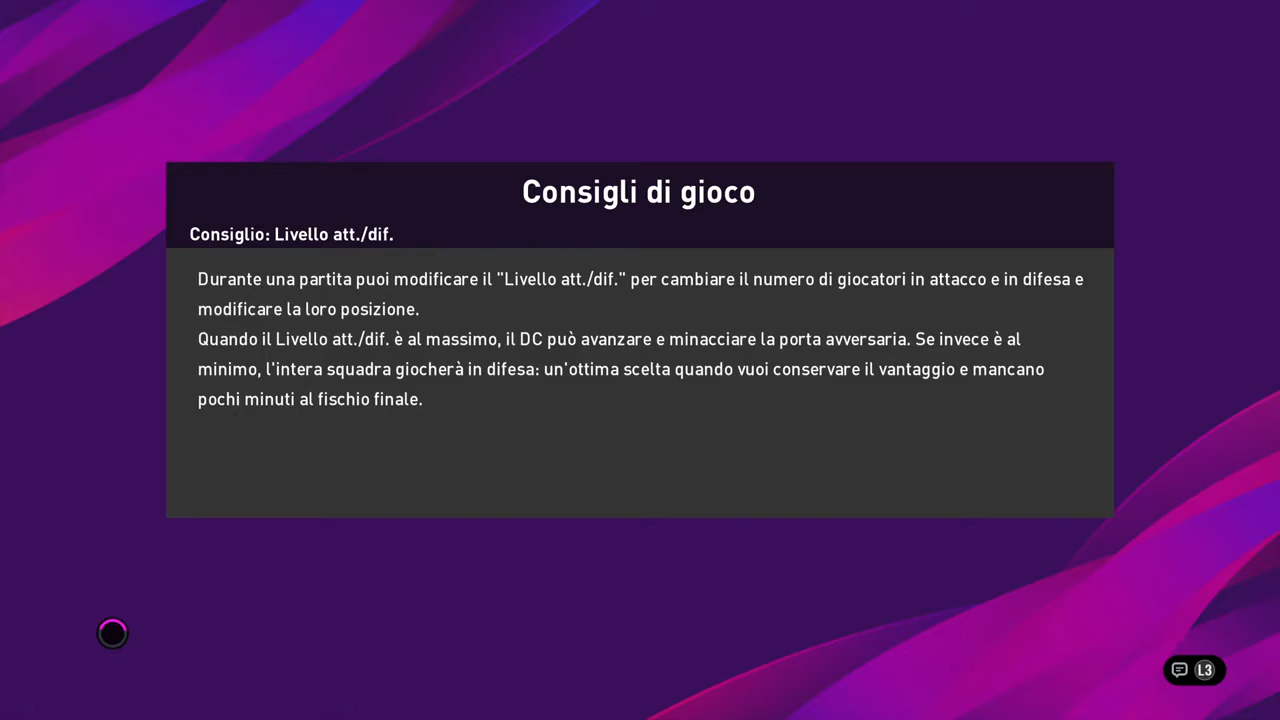 Consigli di gioco
Consiglio: Livello att./dif.
Durante una partita puoi modificare il "Livello att./dif." per cambiare il numero di giocatori in attacco e in difesa e
modificare la loro posizione.
Quando il Livello att./dif. è al massimo, il DC può avanzare e minacciare la porta avversaria. Se invece è al
minimo, l'intera squadra giocherà in difesa: un'ottima scelta quando vuoi conservare il vantaggio e mancano
pochi minuti al fischio finale.
L3